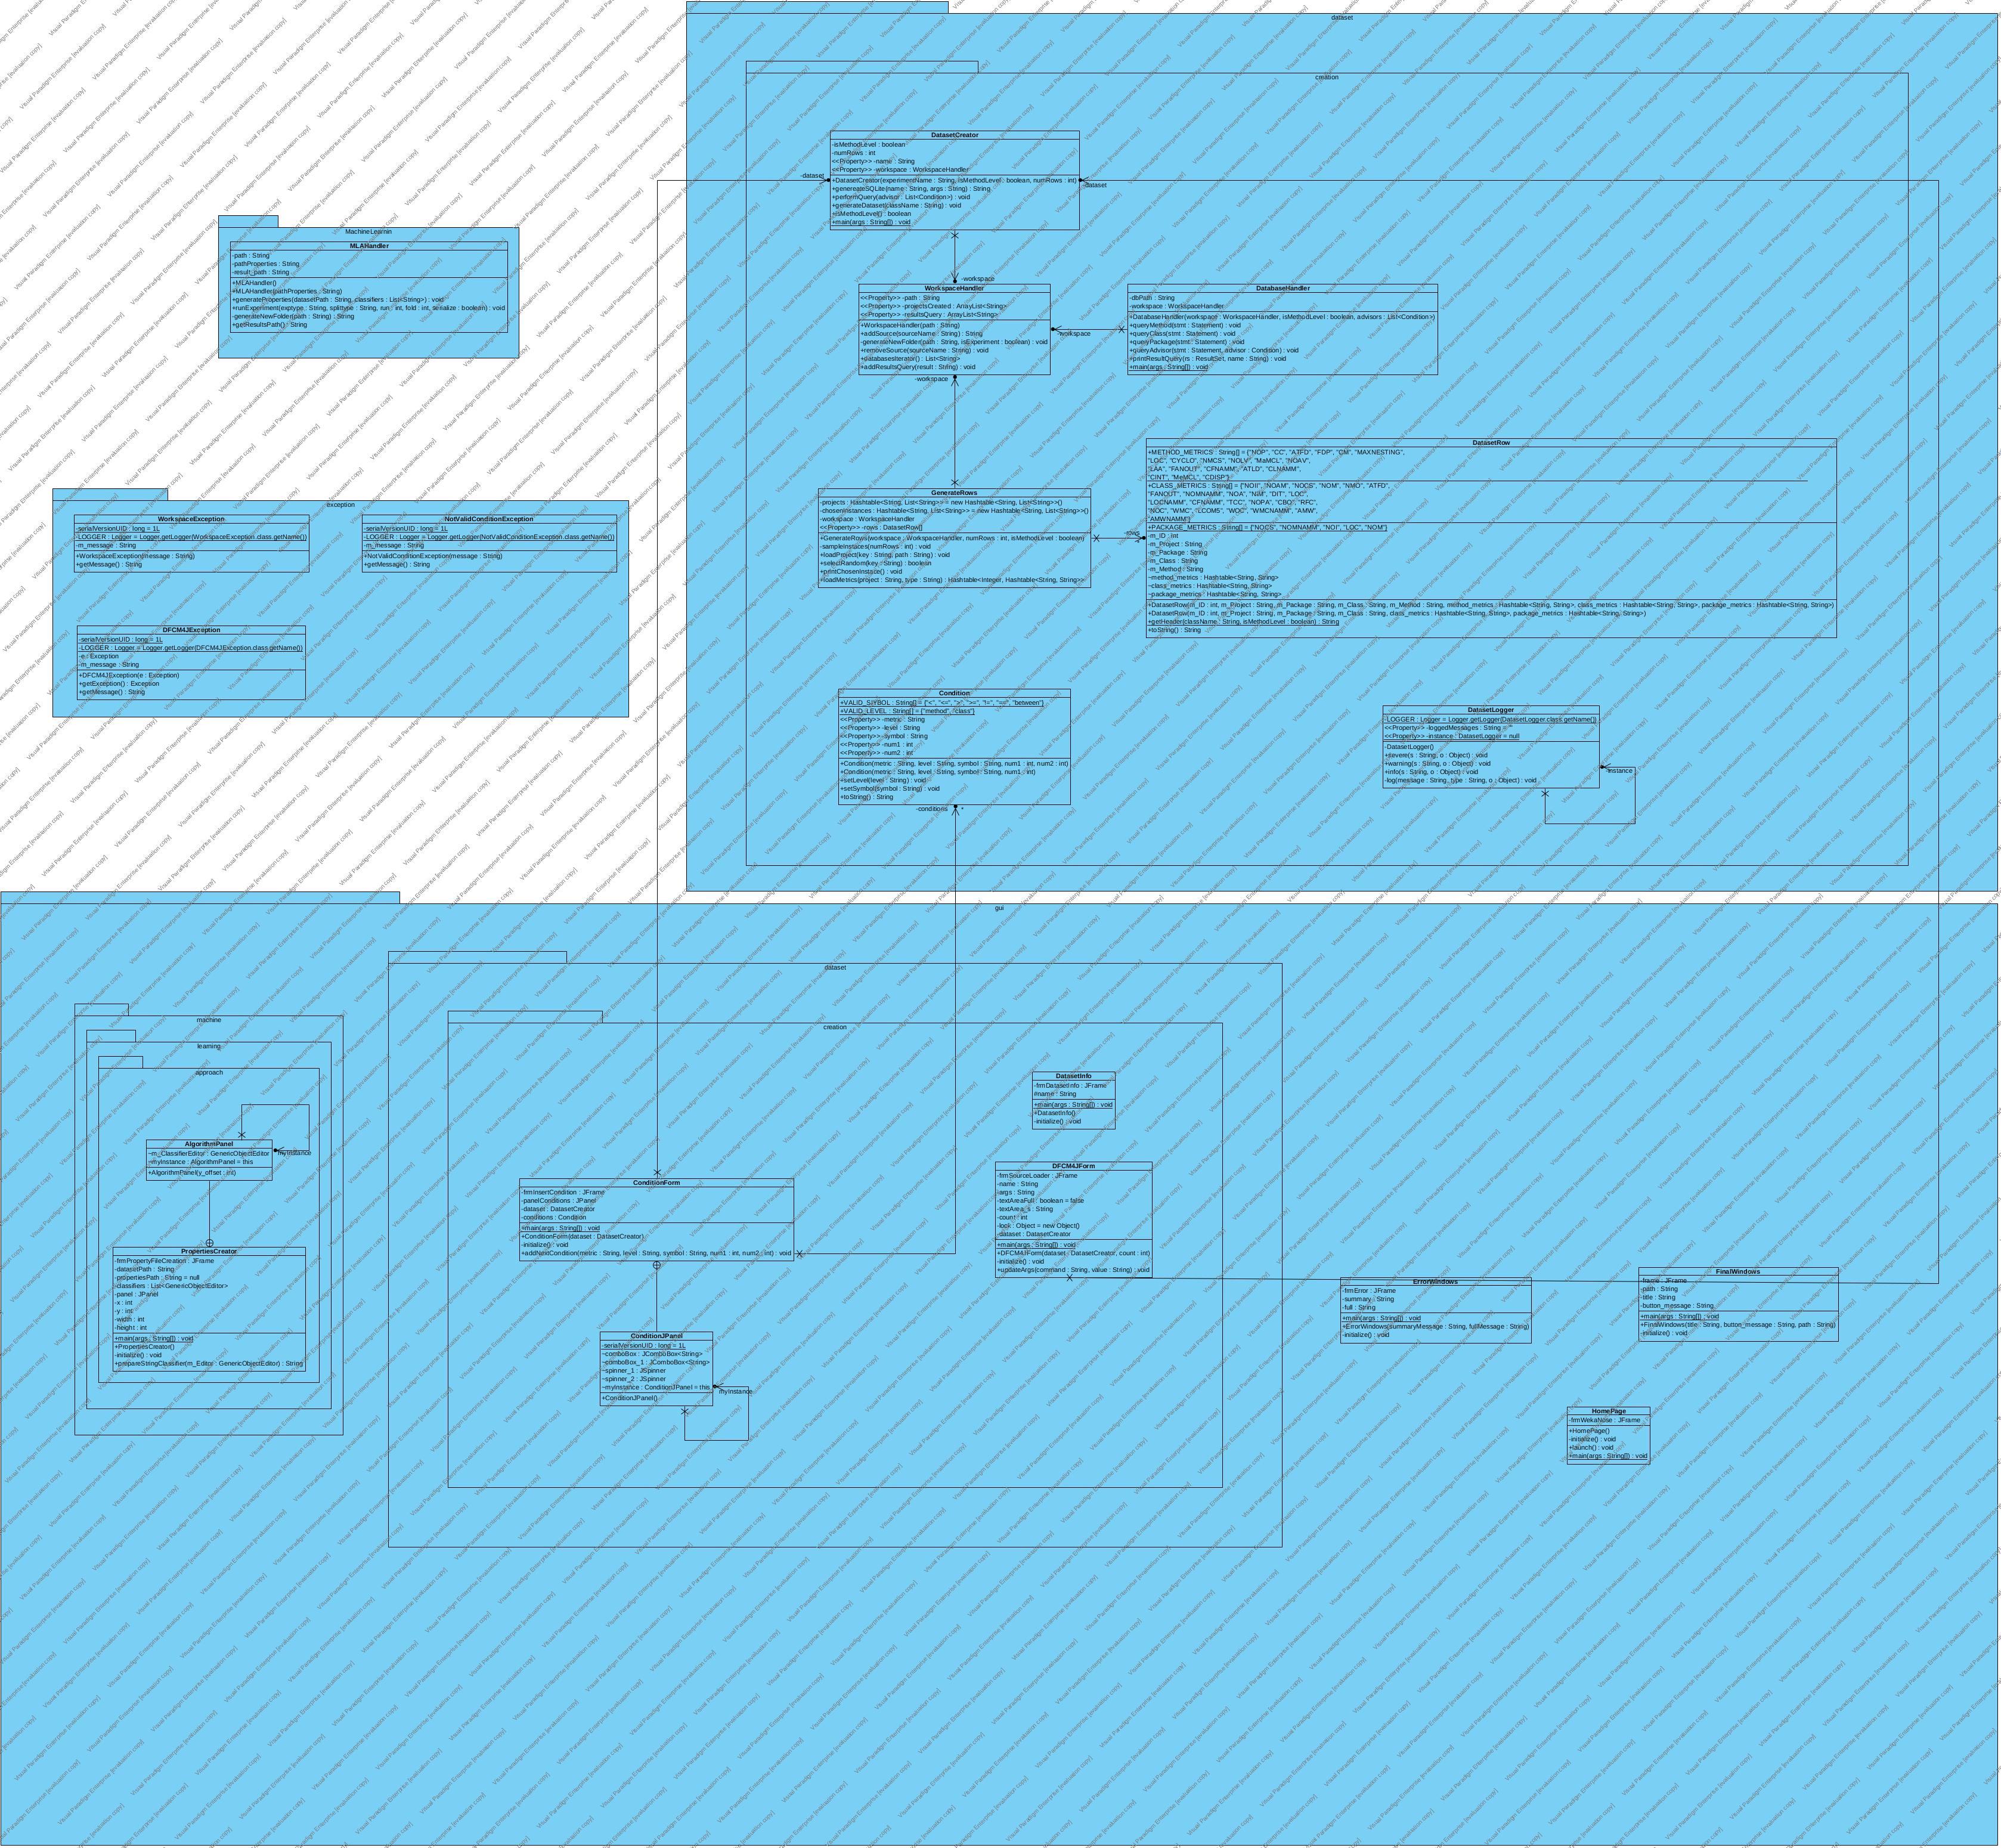 dataset
creation
DatasetCreator
-isMethodLevel : boolean
-numRows : int
<<Property>> -name : String
<<Property>> -workspace : WorkspaceHandler
+DatasetCreator(experimentName : String, isMethodLevel : boolean, numRows : int)
+genereateSQLite(name : String, args : String) : String
+performQuery(advisor : List<Condition>) : void
+generateDataset(className : String) : void
+isMethodLevel() : boolean
+main(args : String[]) : void
-dataset
-dataset
-workspace
WorkspaceHandler
<<Property>> -path : String
<<Property>> -projectsCreated : ArrayList<String>
<<Property>> -resultsQuery : ArrayList<String>
+WorkspaceHandler(path : String)
+addSource(sourceName : String) : String
-generateNewFolder(path : String, isExperiment : boolean) : void
+removeSource(sourceName : String) : void
+databasesIterator() : List<String>
+addResultsQuery(result : String) : void
-workspace
-workspace
DatabaseHandler
-dbPath : String
-workspace : WorkspaceHandler
+DatabaseHandler(workspace : WorkspaceHandler, isMethodLevel : boolean, advisors : List<Condition>)
+queryMethod(stmt : Statement) : void
+queryClass(stmt : Statement) : void
+queryPackage(stmt : Statement) : void
+queryAdvisor(stmt : Statement, advisor : Condition) : void
+printResultQuery(rs : ResultSet, name : String) : void
+main(args : String[]) : void
MachineLearnin
MLAHandler
-path : String
-pathProperties : String
-result_path : String
+MLAHandler()
+MLAHandler(pathProperties : String)
+generateProperties(datasetPath : String, classifiers : List<String>) : void
+runExperiment(exptype : String, splittype : String, run : int, fold : int, serialize : boolean) : void
-generateNewFolder(path : String) : String
+getResultsPath() : String
GenerateRows
-projects : Hashtable<String, List<String>> = new Hashtable<String, List<String>>()
-chosenInstances : Hashtable<String, List<String>> = new Hashtable<String, List<String>>()
-workspace : WorkspaceHandler
<<Property>> -rows : DatasetRow[]
+GenerateRows(workspace : WorkspaceHandler, numRows : int, isMethodLevel : boolean)
-sampleInstaces(numRows : int) : void
+loadProject(key : String, path : String) : void
+selectRandom(key : String) : boolean
+printChosenInstace() : void
+loadMetrics(project : String, type : String) : Hashtable<Integer, Hashtable<String, String>>
-rows
*
DatasetRow
+METHOD_METRICS : String[] = {"NOP", "CC", "ATFD", "FDP", "CM", "MAXNESTING",
"LOC", "CYCLO", "NMCS", "NOLV", "MaMCL", "NOAV",
"LAA", "FANOUT", "CFNAMM", "ATLD", "CLNAMM",
"CINT", "MeMCL", "CDISP"}
+CLASS_METRICS : String[] = {"NOII", "NOAM", "NOCS", "NOM", "NMO", "ATFD",
"FANOUT", "NOMNAMM", "NOA", "NIM", "DIT", "LOC",
"LOCNAMM", "CFNAMM", "TCC", "NOPA", "CBO", "RFC",
"NOC", "WMC", "LCOM5", "WOC", "WMCNAMM", "AMW",
"AMWNAMM"}
+PACKAGE_METRICS : String[] = {"NOCS", "NOMNAMM", "NOI", "LOC", "NOM"}
-m_ID : int
-m_Project : String
-m_Package : String
-m_Class : String
-m_Method : String
~method_metrics : Hashtable<String, String>
~class_metrics : Hashtable<String, String>
~package_metrics : Hashtable<String, String>
+DatasetRow(m_ID : int, m_Project : String, m_Package : String, m_Class : String, m_Method : String, method_metrics : Hashtable<String, String>, class_metrics : Hashtable<String, String>, package_metrics : Hashtable<String, String>)
+DatasetRow(m_ID : int, m_Project : String, m_Package : String, m_Class : String, class_metrics : Hashtable<String, String>, package_metrics : Hashtable<String, String>)
+getHeader(className : String, isMethodLevel : boolean) : String
+toString() : String
exception
WorkspaceException
-serialVersionUID : long = 1L
-LOGGER : Logger = Logger.getLogger(WorkspaceException.class.getName())
-m_message : String
+WorkspaceException(message : String)
+getMessage() : String
NotValidConditionException
-serialVersionUID : long = 1L
-LOGGER : Logger = Logger.getLogger(NotValidConditionException.class.getName())
-m_message : String
+NotValidConditionException(message : String)
+getMessage() : String
DFCM4JException
-serialVersionUID : long = 1L
-LOGGER : Logger = Logger.getLogger(DFCM4JException.class.getName())
-e : Exception
-m_message : String
+DFCM4JException(e : Exception)
+getException() : Exception
+getMessage() : String
Condition
+VALID_SIYBOL : String[] = {"<", "<=", ">", ">=", "!=", "==", "between"}
+VALID_LEVEL : String[] = {"method", "class"}
<<Property>> -metric : String
<<Property>> -level : String
<<Property>> -symbol : String
<<Property>> -num1 : int
<<Property>> -num2 : int
+Condition(metric : String, level : String, symbol : String, num1 : int, num2 : int)
+Condition(metric : String, level : String, symbol : String, num1 : int)
+setLevel(level : String) : void
+setSymbol(symbol : String) : void
+toString() : String
-conditions
*
DatasetLogger
-LOGGER : Logger = Logger.getLogger(DatasetLogger.class.getName())
<<Property>> -loggedMessages : String = ""
<<Property>> -instance : DatasetLogger = null
-DatasetLogger()
+severe(s : String, o : Object) : void
+warning(s : String, o : Object) : void
+info(s : String, o : Object) : void
-log(message : String, type : String, o : Object) : void
-instance
gui
dataset
creation
machine
learning
approach
AlgorithmPanel
~m_ClassifierEditor : GenericObjectEditor
~myInstance : AlgorithmPanel = this
+AlgorithmPanel(y_offset : int)
~myInstance
PropertiesCreator
-frmPropertyFileCreation : JFrame
-datasetPath : String
-propertiesPath : String = null
-classifiers : List<GenericObjectEditor>
-panel : JPanel
-x : int
-y : int
-width : int
-height : int
+main(args : String[]) : void
+PropertiesCreator()
-initialize() : void
+prepareStringClassifier(m_Editor : GenericObjectEditor) : String
DatasetInfo
-frmDatasetInfo : JFrame
#name : String
+main(args : String[]) : void
+DatasetInfo()
-initialize() : void
DFCM4JForm
-frmSourceLoader : JFrame
-name : String
-args : String
-textAreaFull : boolean = false
-textArea_s : String
-count : int
-lock : Object = new Object()
-dataset : DatasetCreator
+main(args : String[]) : void
+DFCM4JForm(dataset : DatasetCreator, count : int)
-initialize() : void
+updateArgs(command : String, value : String) : void
ConditionForm
-frmInsertCondition : JFrame
-panelConditions : JPanel
-dataset : DatasetCreator
-conditions : Condition
+main(args : String[]) : void
+ConditionForm(dataset : DatasetCreator)
-initialize() : void
+addNextCondition(metric : String, level : String, symbol : String, num1 : int, num2 : int) : void
ConditionJPanel
-serialVersionUID : long = 1L
~comboBox : JComboBox<String>
~comboBox_1 : JComboBox<String>
~spinner_1 : JSpinner
~spinner_2 : JSpinner
~myInstance : ConditionJPanel = this
+ConditionJPanel()
~myInstance
ErrorWindows
-frmError : JFrame
-summary : String
-full : String
+main(args : String[]) : void
+ErrorWindows(summaryMessage : String, fullMessage : String)
-initialize() : void
FinalWindows
-frame : JFrame
-path : String
-title : String
-button_message : String
+main(args : String[]) : void
+FinalWindows(title : String, button_message : String, path : String)
-initialize() : void
HomePage
-frmWekaNose : JFrame
+HomePage()
-initialize() : void
+launch() : void
+main(args : String[]) : void
Visual Paradigm Enterprise [evaluation copy]